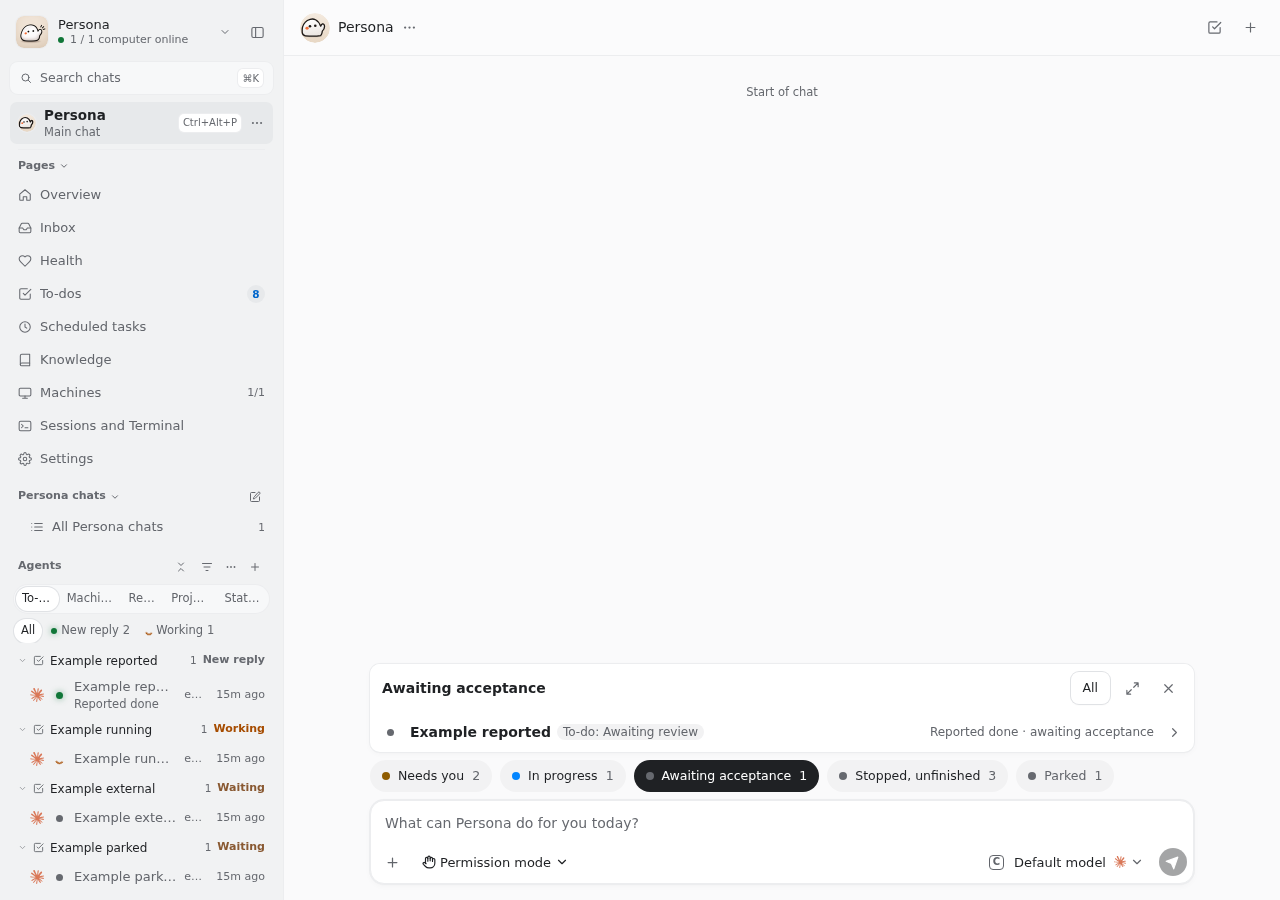 Persona
1 / 1 computer online
Search chats
⌘K
Persona
Main chat
Ctrl+Alt+P
Pages
Overview
Inbox
Health
To-dos
8
Scheduled tasks
Knowledge
Machines
1/1
Sessions and Terminal
Settings
Persona chats
All Persona chats
1
Agents
To-… Machi… Re… Proj… Stat…
All New reply 2 Working 1
Example reported 1 New reply
Example rep… e… 15m ago
Reported done
Example running 1 Working
Example run… e… 15m ago
Example external 1 Waiting
Example exte… e… 15m ago
Example parked 1 Waiting
Example park… e… 15m ago
Persona
Start of chat
Awaiting acceptance
All
Example reported To-do: Awaiting review Reported done · awaiting acceptance
Needs you 2 In progress 1 Awaiting acceptance 1 Stopped, unfinished 3 Parked 1
What can Persona do for you today?
Permission mode
C Default model